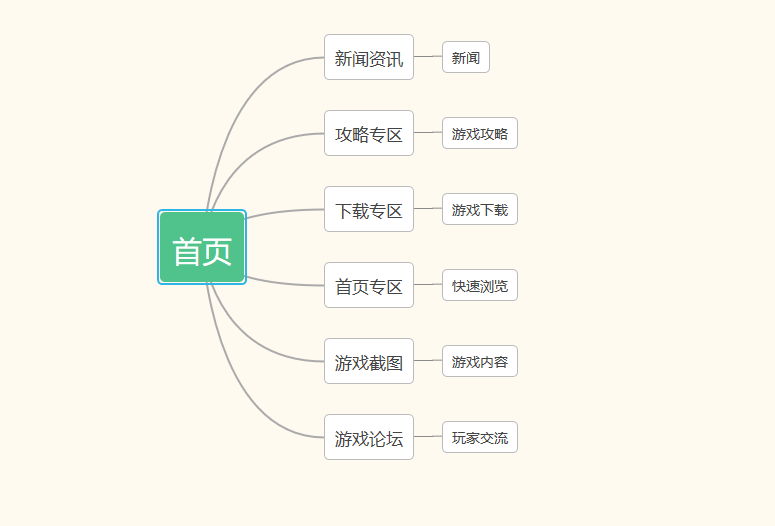 新闻资讯
新闻
攻略专区
游戏攻略
下载专区
游戏下载
首页
首页专区
快速浏览
游戏截图
游戏内容
游戏论坛
玩家交流